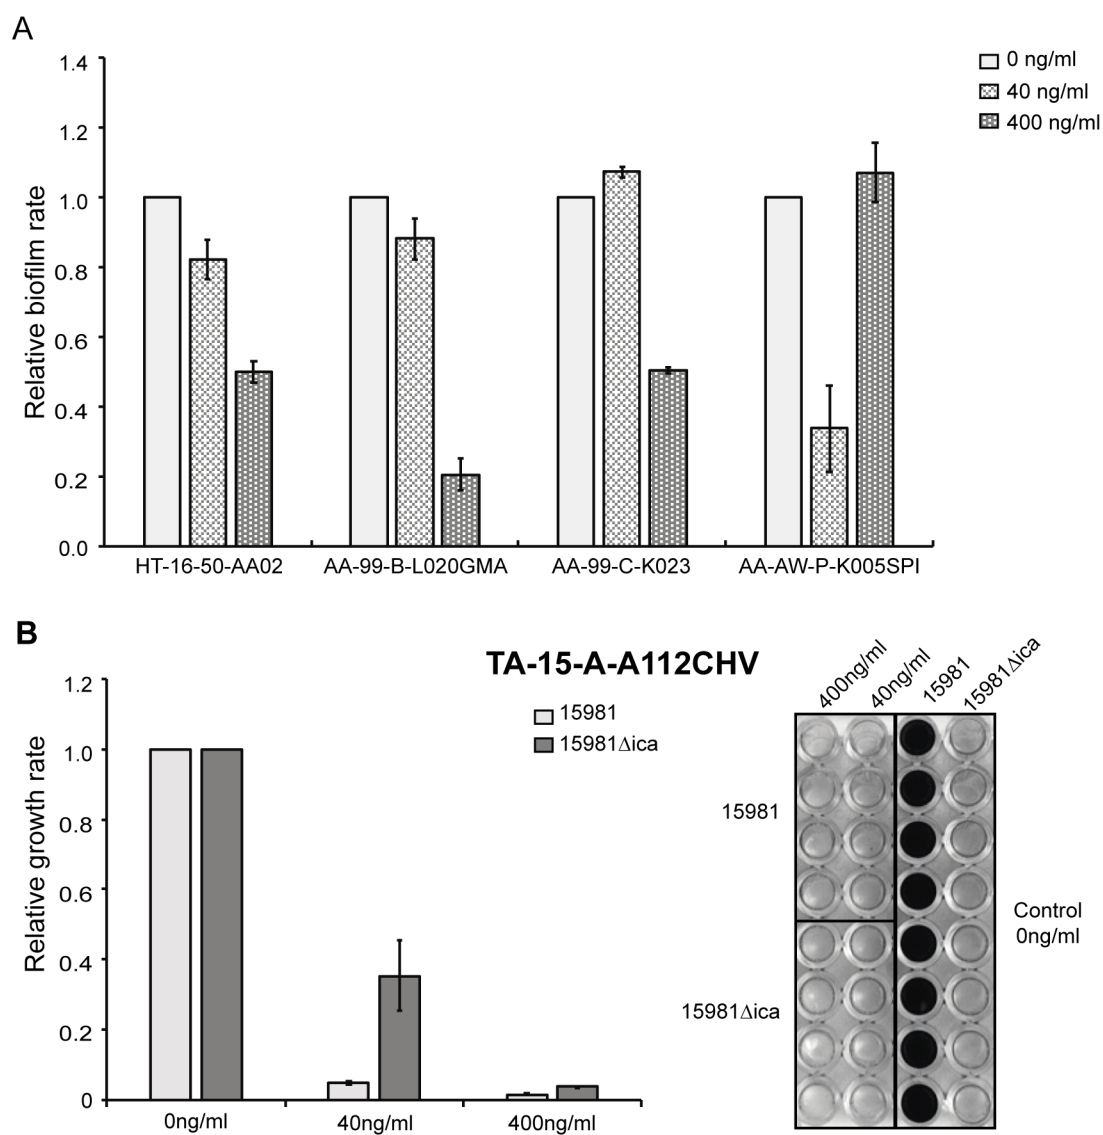 A
1.4
1.2
1.0
0.8
0.6
0.4
0.2
0.0
Relative biofilm rate
0 ng/ml
40 ng/ml
400 ng/ml
HT-16-50-AA02
AA-99-B-L020GMA
AA-99-C-K023
AA-AW-P-K005SPI
B
TA-15-A-A112CHV
1.2
1.0
0.8
0.6
0.4
0.2
0
Relative growth rate
15981
15981Δica
0ng/ml
40ng/ml
400ng/ml
400ng/ml
40ng/ml
15981
15981Δica
15981
15981Δica
Control
0ng/ml